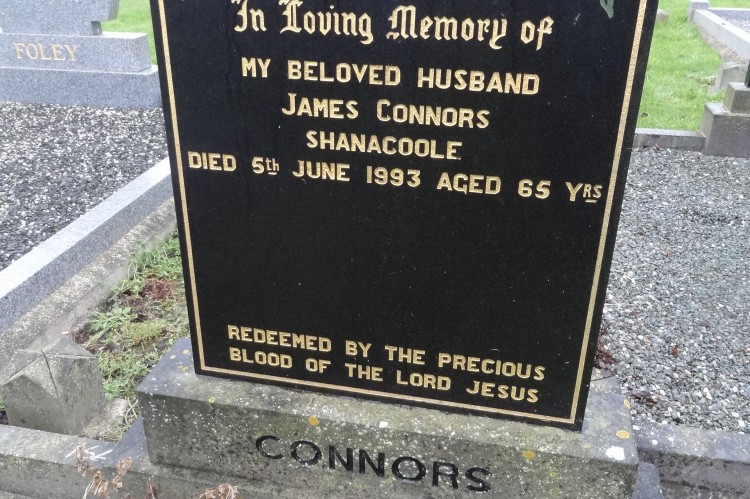 FOLEY
In Loving Memory of
MY BELOVED HUSBAND
JAMES CONNORS
SHANACOOLE
DIED 5th JUNE 1993 AGED 65 YRS
REDEEMED BY THE PRECIOUS
BLOOD OF THE LORD JESUS
CONNORS